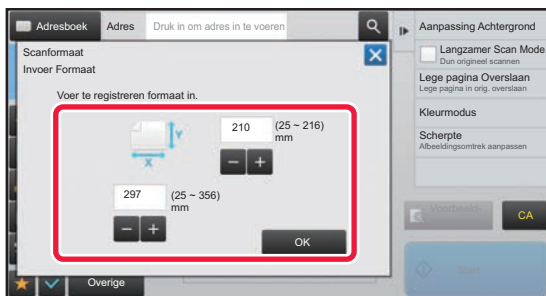 Adresboek Adres Druk in om adres in te voeren
Aanpassing Achtergrond
Scanformaat
Langzamer Scan Mode
Dun origineel scannen
Invoer Formaat
Lege pagina Overslaan
Lege pagina in orig. overslaan
Voer te registreren formaat in.
Kleurmodus
Y
X
210 (25 ~ 216)
mm
Scherpte
Afbeeldingsomtrek aanpassen
− +
297 (25 ~ 356)
mm
− +
OK
Voorbeeld
CA
Overige
Start